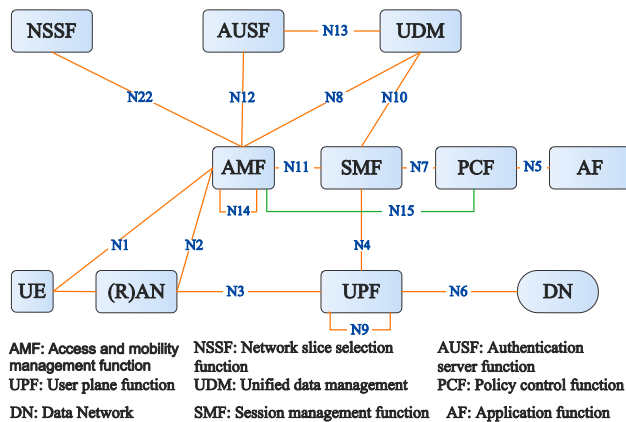 NSSF AUSF N13 UDM
N22 N12 N8 N10
AMF N11 SMF N7 PCF N5 AF
N14 N15
N1 N2 N4
UE (R)AN N3 UPF N6 DN
N9
AMF: Access and mobility management function
NSSF: Network slice selection function
AUSF: Authentication server function
UPF: User plane function
UDM: Unified data management
PCF: Policy control function
DN: Data Network
SMF: Session management function
AF: Application function